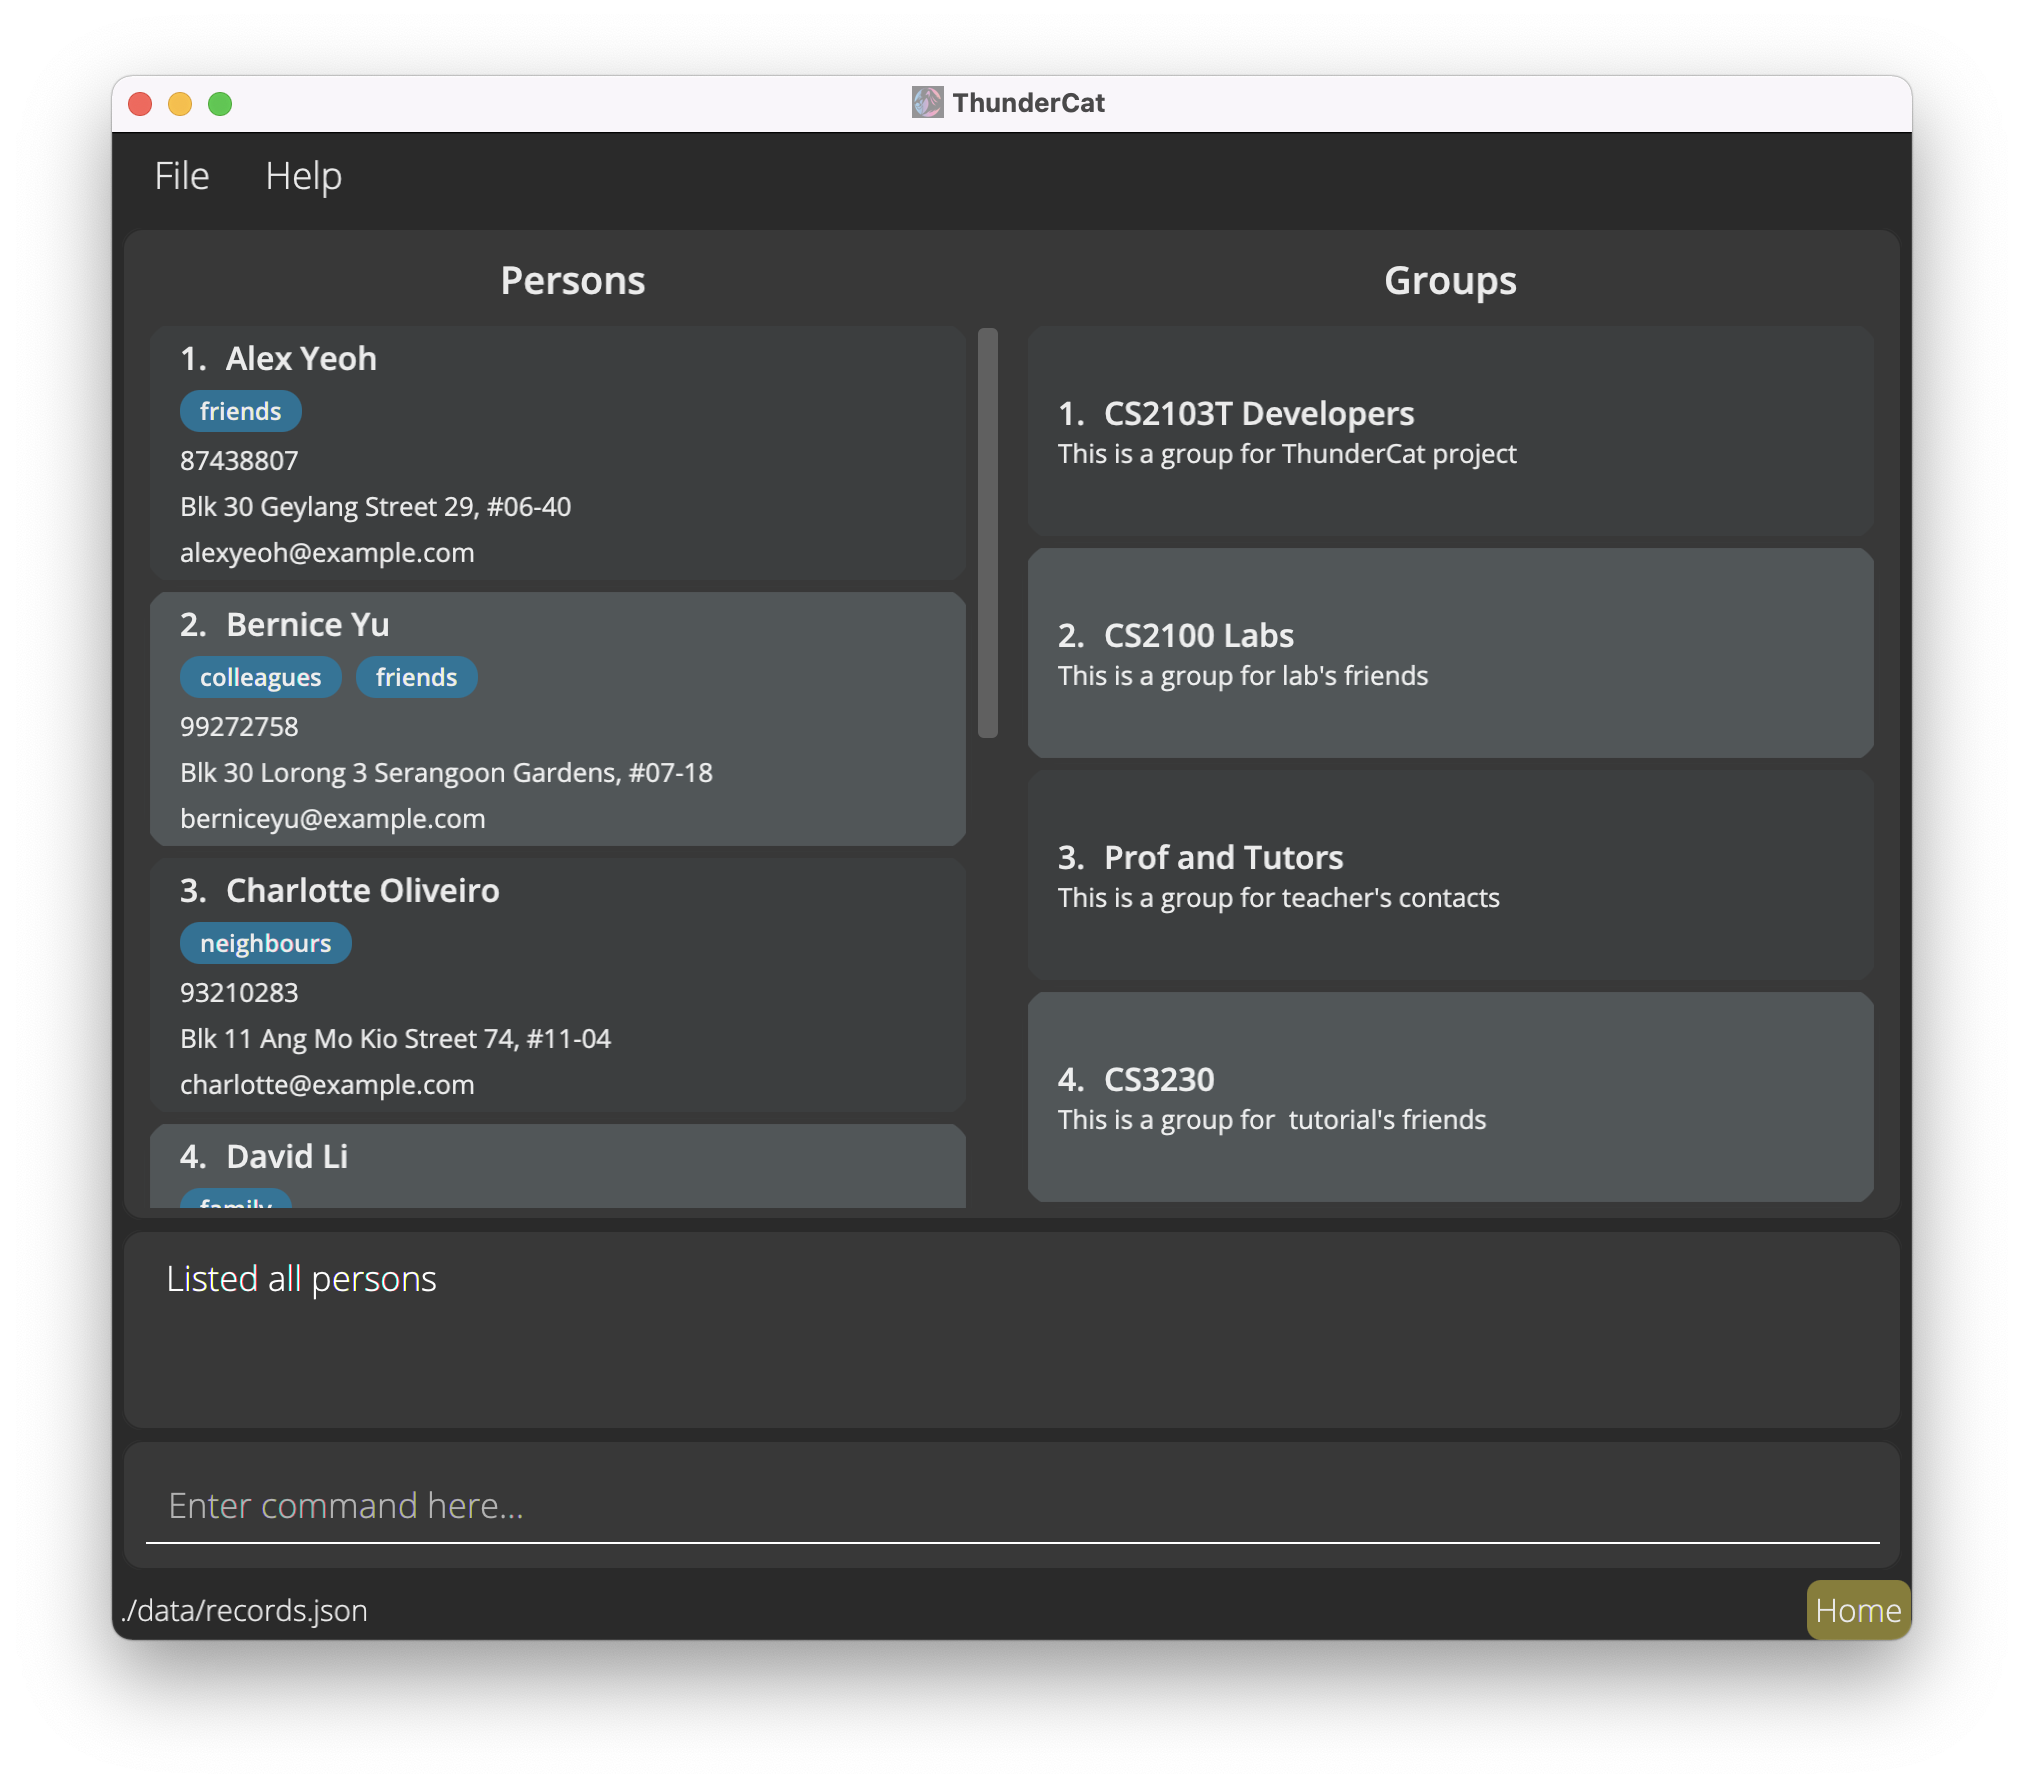 ThunderCat
File Help
Persons
1. Alex Yeoh
friends
87438807
Blk 30 Geylang Street 29, #06-40
alexyeoh@example.com
2. Bernice Yu
colleagues friends
99272758
Blk 30 Lorong 3 Serangoon Gardens, #07-18
berniceyu@example.com
3. Charlotte Oliveiro
neighbours
93210283
Blk 11 Ang Mo Kio Street 74, #11-04
charlotte@example.com
4. David Li
family
Groups
1. CS2103T Developers
This is a group for ThunderCat project
2. CS2100 Labs
This is a group for lab's friends
3. Prof and Tutors
This is a group for teacher's contacts
4. CS3230
This is a group for  tutorial's friends
Listed all persons
Enter command here...
./data/records.json
Home